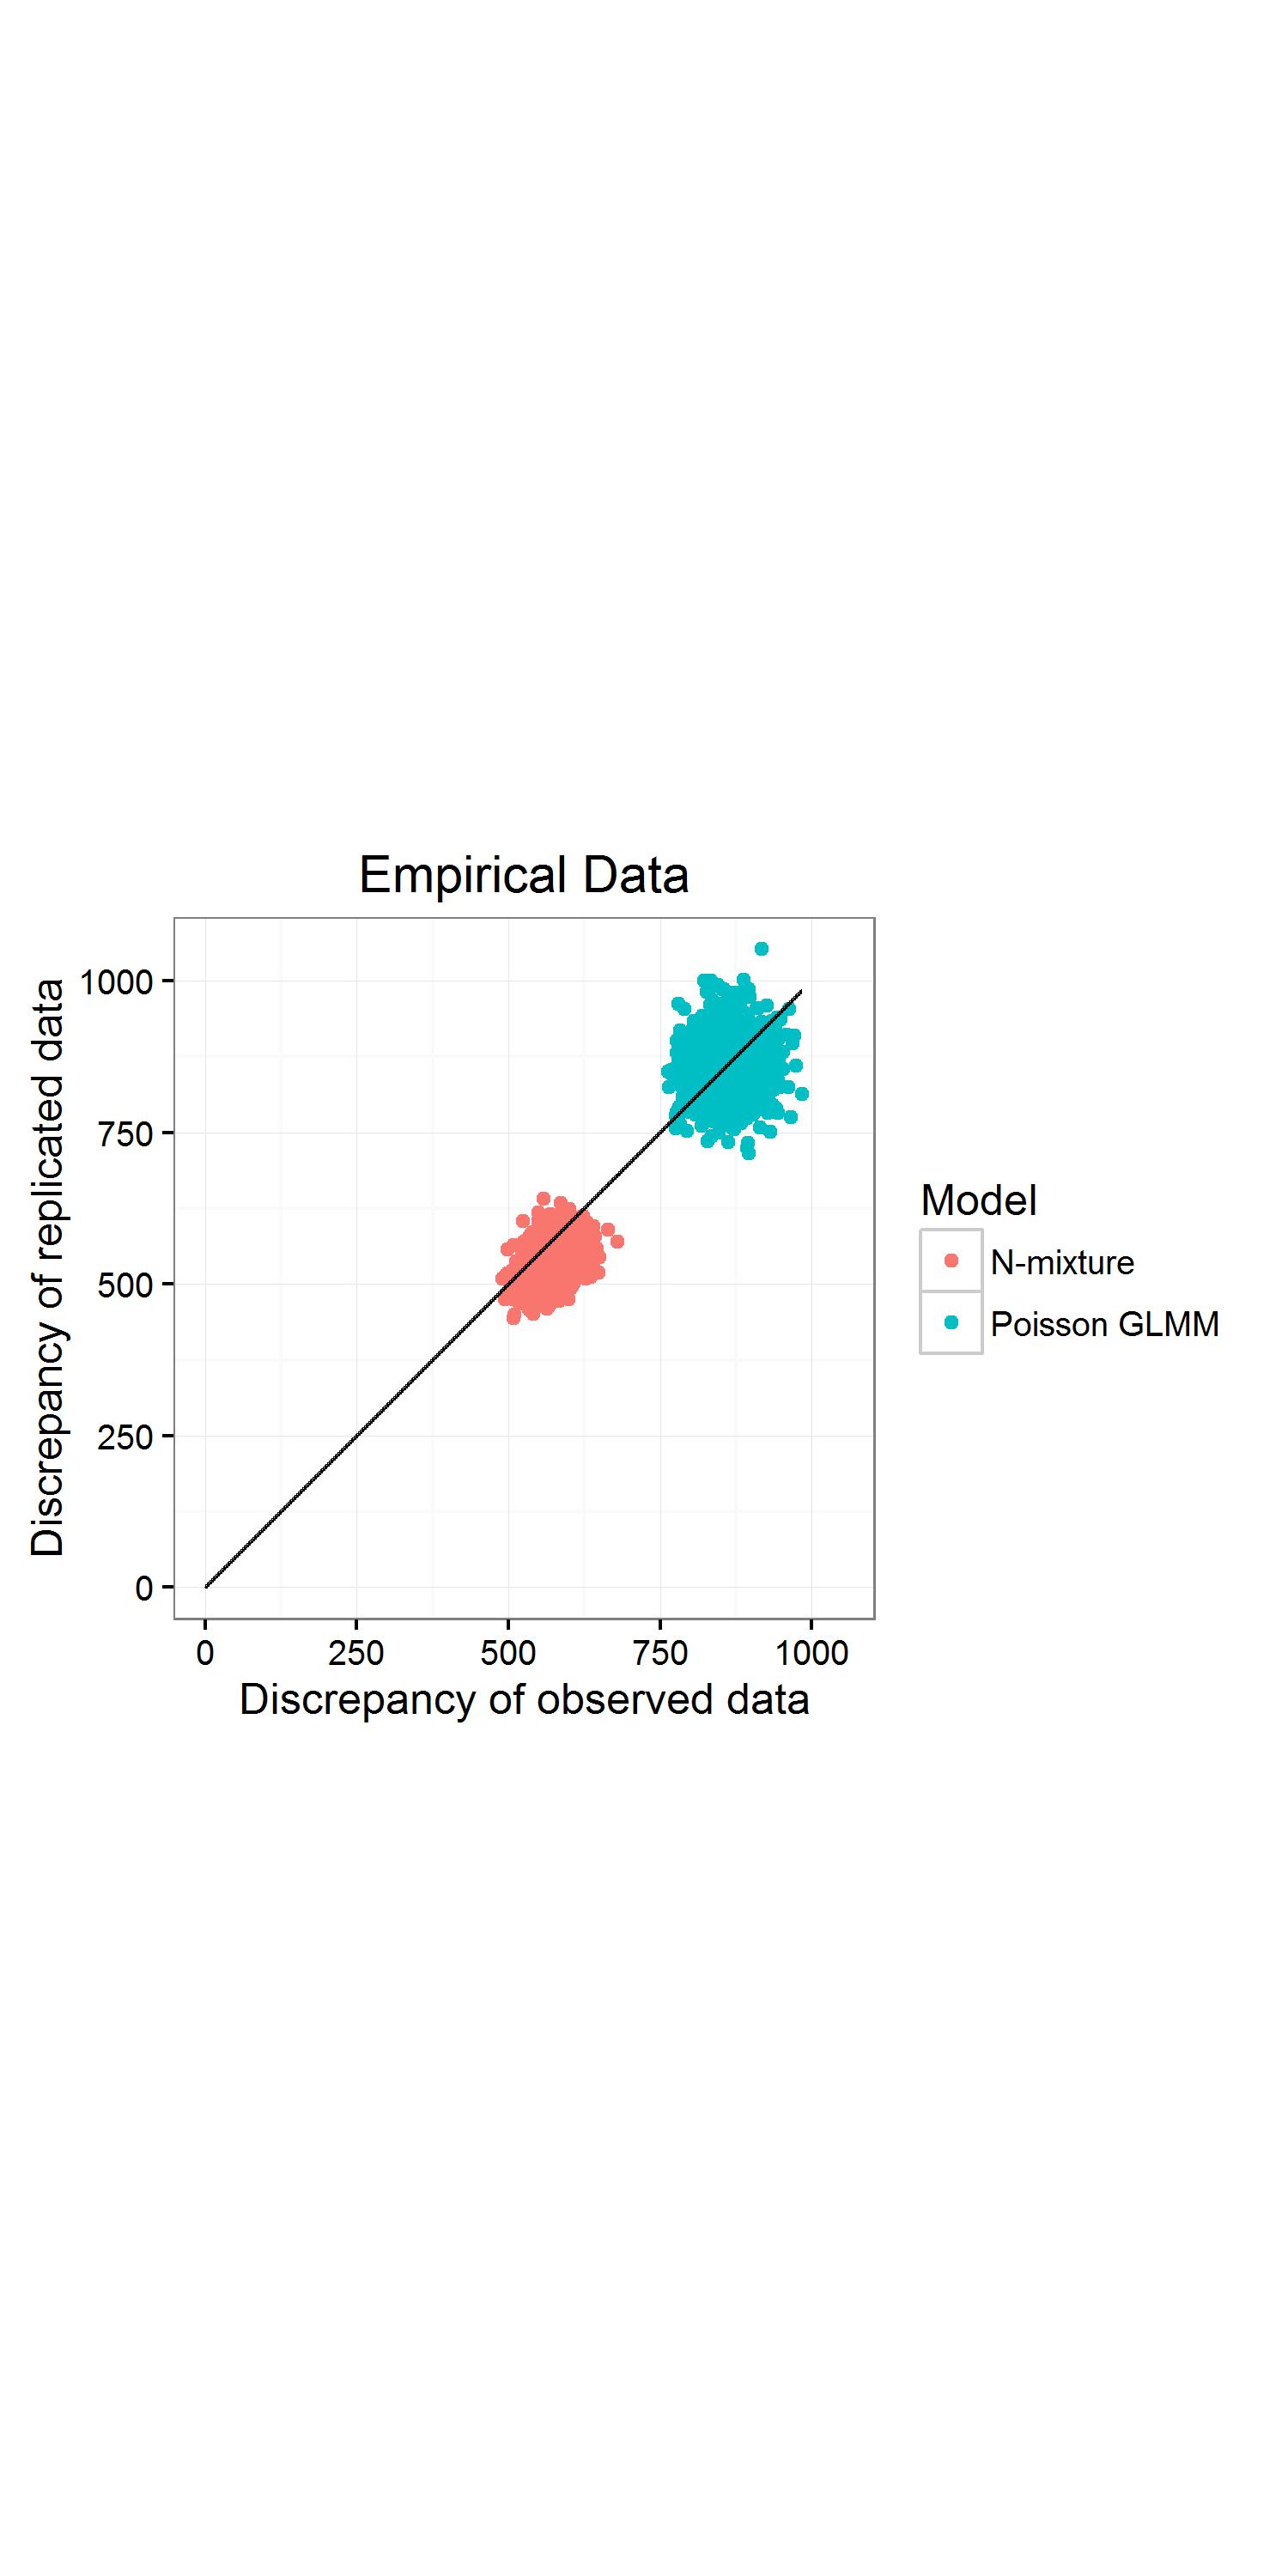 Empirical Data
Discrepancy of replicated data
1000
750
500
250
0
0 250 500 750 1000
Discrepancy of observed data
Model
N-mixture
Poisson GLMM